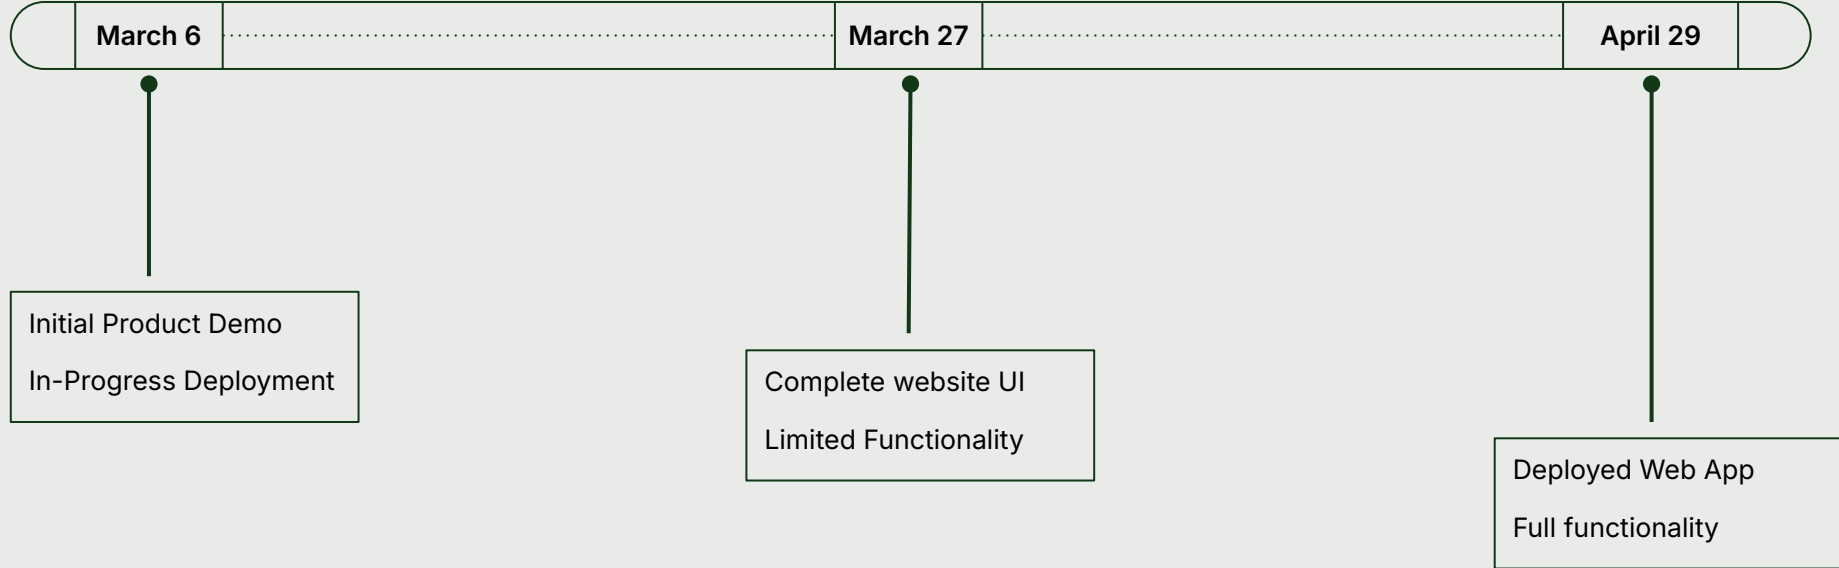 March 6
March 27
April 29
Initial Product Demo
In-Progress Deployment
Complete website UI
Limited Functionality
Deployed Web App
Full functionality